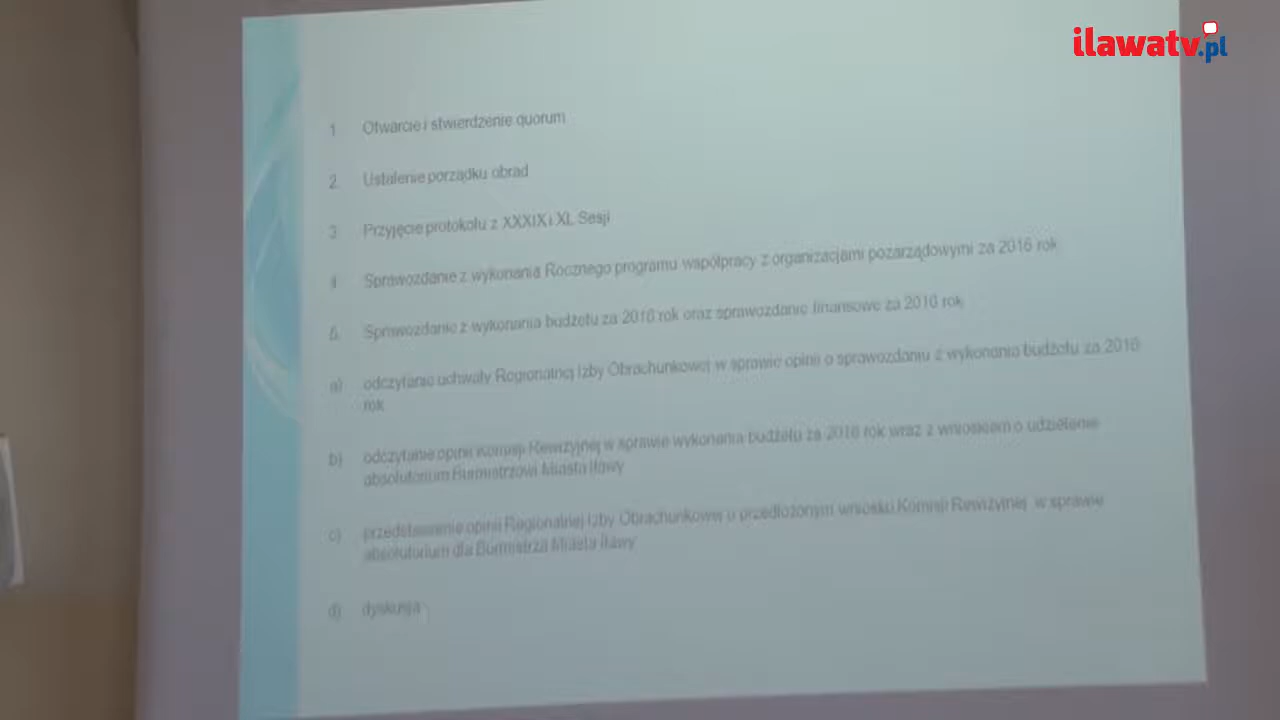 ilawatv.pl
1. Otwarcie i stwierdzenie quorum
2. Ustalenie porządku obrad
3. Przyjęcie protokołu z XXXIX i XL Sesji
4. Sprawozdanie z wykonania Rocznego programu współpracy z organizacjami pozarządowymi za 2016 rok
5. Sprawozdanie z wykonania budżetu za 2016 rok oraz sprawozdanie finansowe za 2016 rok
a) odczytanie uchwały Regionalnej Izby Obrachunkowej w sprawie opinii o sprawozdaniu z wykonania budżetu za 2016
rok
b) odczytanie opinii Komisji Rewizyjnej w sprawie wykonania budżetu za 2016 rok wraz z wnioskiem o udzielenie
absolutorium Burmistrzowi Miasta Iławy
c) przedstawienie opinii Regionalnej Izby Obrachunkowej o przedłożonym wniosku Komisji Rewizyjnej w sprawie
absolutorium dla Burmistrza Miasta Iławy
d) dyskusja